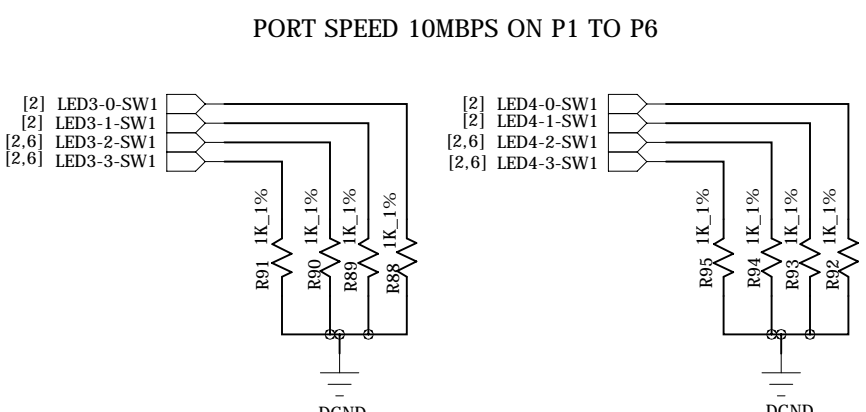 PORT SPEED 10MBPS ON P1 TO P6
[2] LED3-0-SW1
[2] LED3-1-SW1
[2,6] LED3-2-SW1
[2,6] LED3-3-SW1
R91 1K_1%
R90 1K_1%
R89 1K_1%
R88 1K_1%
DGND
[2] LED4-0-SW1
[2] LED4-1-SW1
[2,6] LED4-2-SW1
[2,6] LED4-3-SW1
R95 1K_1%
R94 1K_1%
R93 1K_1%
R92 1K_1%
DGND